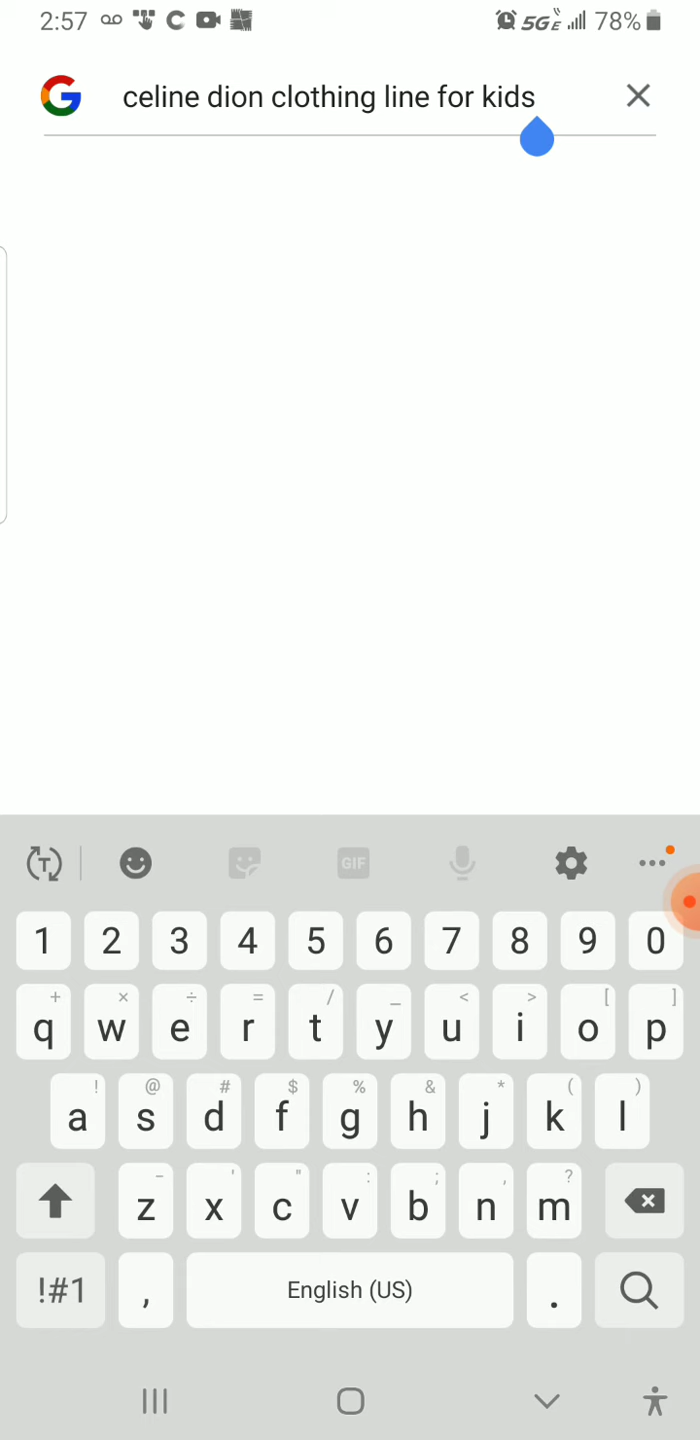 2:57 5GE 78%
celine dion clothing line for kids
T GIF
1 2 3 4 5 6 7 8 9 0
+ × ÷ = / _ < > [ ]
q w e r t y u i o p
! @ # $ % & * ( )
a s d f g h j k l
- ' " : ; , ?
z x c v b n m
!#1 , English (US) .